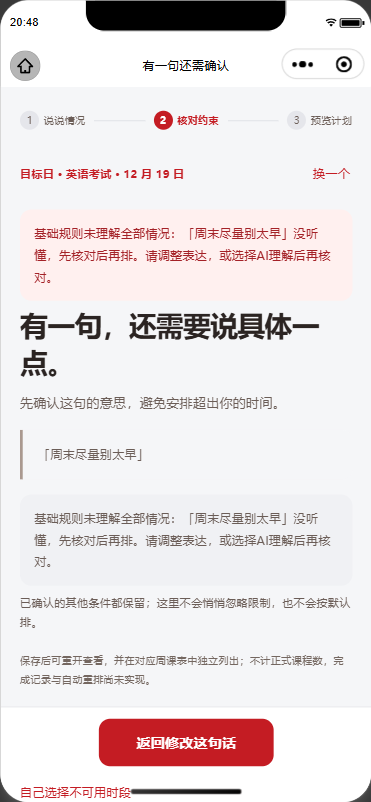 20:48
有一句还需确认
1 说说情况
2 核对约束
3 预览计划
目标日 • 英语考试 • 12 月 19 日
换一个
基础规则未理解全部情况：「周末尽量别太早」没听
懂，先核对后再排。请调整表达，或选择AI理解后再核
对。
有一句，还需要说具体一
点。
先确认这句的意思，避免安排超出你的时间。
「周末尽量别太早」
基础规则未理解全部情况：「周末尽量别太早」没听
懂，先核对后再排。请调整表达，或选择AI理解后再核
对。
已确认的其他条件都保留；这里不会悄悄忽略限制，也不会按默认
排。
保存后可重开查看，并在对应周课表中独立列出；不计正式课程数，完
成记录与自动重排尚未实现。
返回修改这句话
自己选择不可用时段